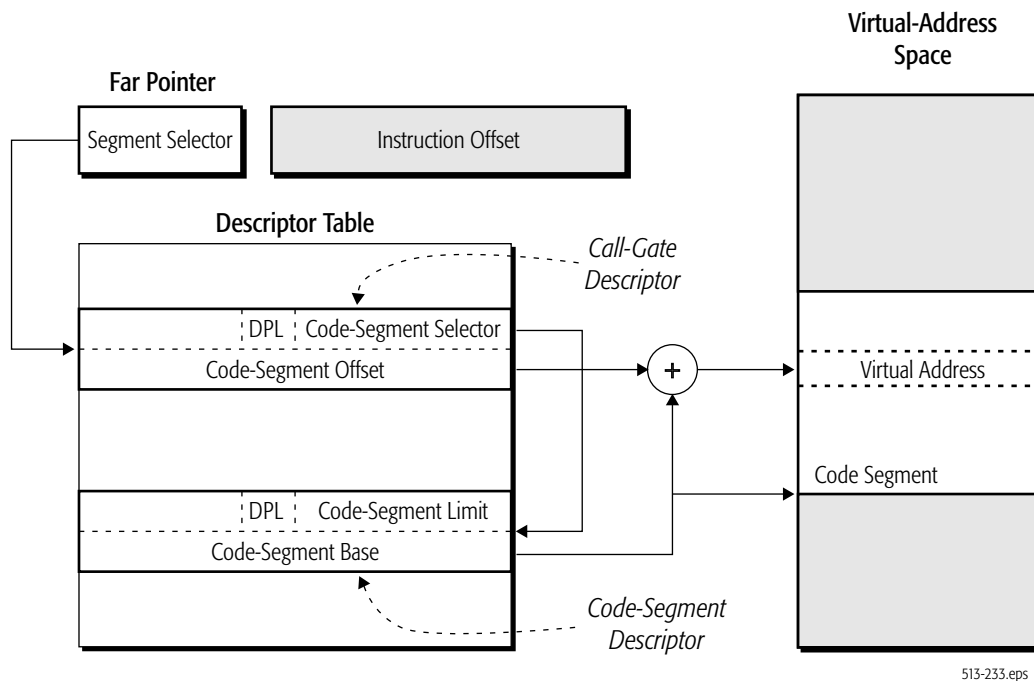 Virtual-Address
Space
Far Pointer
Segment Selector
Instruction Offset
Descriptor Table
Call-Gate
Descriptor
DPL
Code-Segment Selector
Code-Segment Offset
+
Virtual Address
Code Segment
DPL
Code-Segment Limit
Code-Segment Base
Code-Segment
Descriptor
513-233.eps